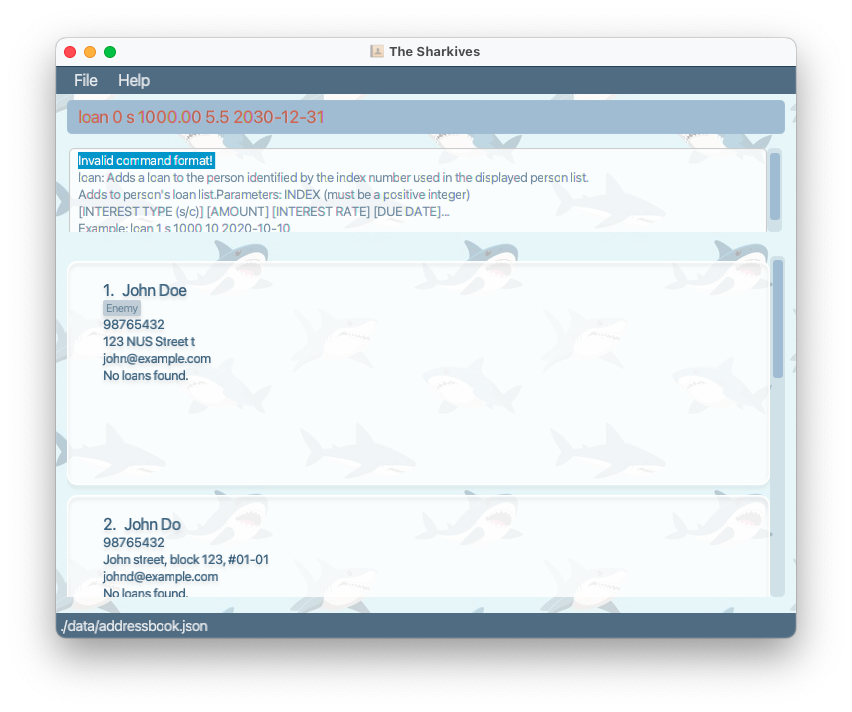 The Sharkives
File Help
loan 0 s 1000.00 5.5 2030-12-31
Invalid command format!
loan: Adds a loan to the person identified by the index number used in the displayed person list.
Adds to person's loan list.Parameters: INDEX (must be a positive integer)
[INTEREST TYPE (s/c)] [AMOUNT] [INTEREST RATE] [DUE DATE]...
Example: loan 1 s 1000 10 2020-10-10
1. John Doe
Enemy
98765432
123 NUS Street t
john@example.com
No loans found.
2. John Do
98765432
John street, block 123, #01-01
johnd@example.com
No loans found.
./data/addressbook.json